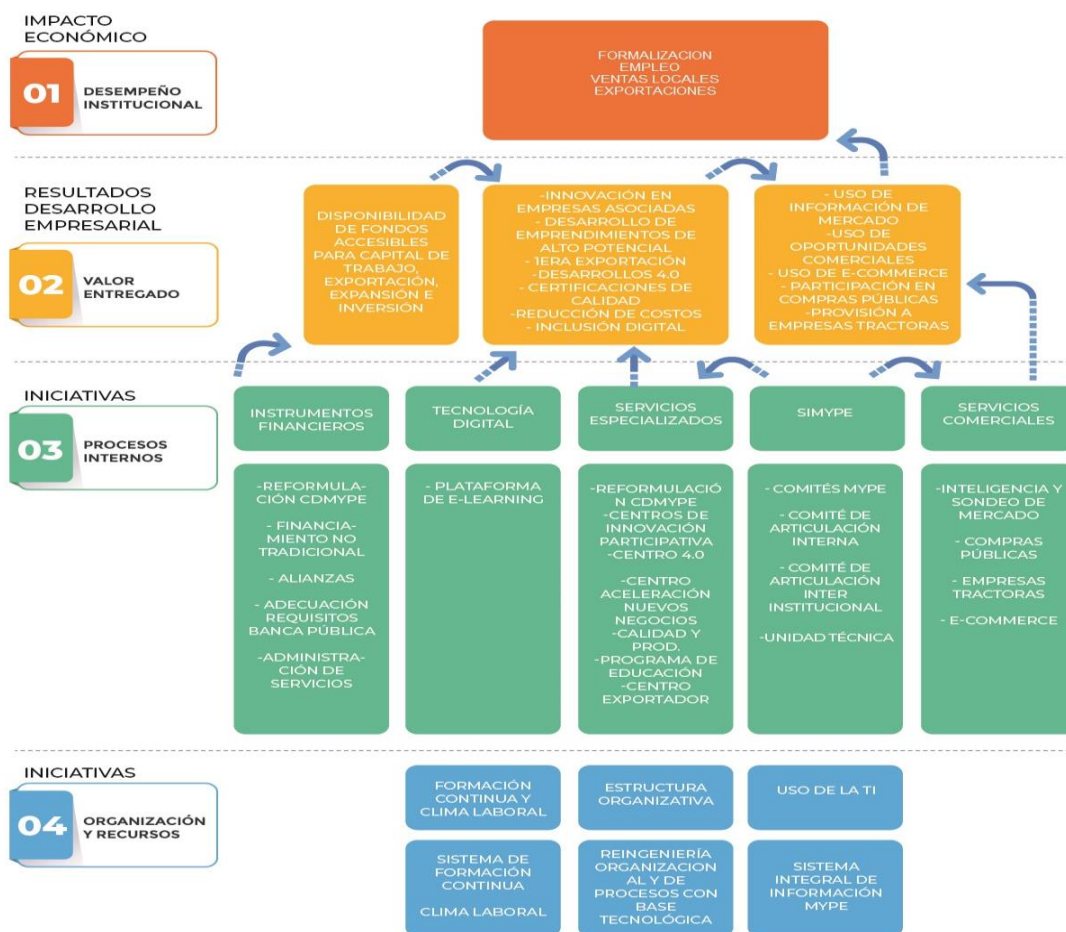 IMPACTO
ECONÓMICO
01
DESEMPEÑO
INSTITUCIONAL
FORMALIZACION
EMPLEO
VENTAS LOCALES
EXPORTACIONES
RESULTADOS
DESARROLLO
EMPRESARIAL
02
VALOR
ENTREGADO
DISPONIBILIDAD
DE FONDOS
ACCESIBLES
PARA CAPITAL DE
TRABAJO,
EXPORTACIÓN,
EXPANSIÓN E
INVERSIÓN
-INNOVACIÓN EN
EMPRESAS ASOCIADAS
- DESARROLLO DE
EMPRENDIMIENTOS DE
ALTO POTENCIAL
- 1ERA EXPORTACIÓN
-DESARROLLOS 4.0
- CERTIFICACIONES DE
CALIDAD
-REDUCCIÓN DE COSTOS
- INCLUSIÓN DIGITAL
- USO DE
INFORMACIÓN DE
MERCADO
-USO DE
OPORTUNIDADES
COMERCIALES
- USO DE E-COMMERCE
- PARTICIPACIÓN EN
COMPRAS PÚBLICAS
-PROVISIÓN A
EMPRESAS TRACTORAS
INICIATIVAS
03
PROCESOS
INTERNOS
INSTRUMENTOS
FINANCIEROS
TECNOLOGÍA
DIGITAL
SERVICIOS
ESPECIALIZADOS
SIMYPE
SERVICIOS
COMERCIALES
-REFORMULA-
CIÓN CDMYPE
- FINANCIA-
MIENTO NO
TRADICIONAL
- ALIANZAS
- ADECUACIÓN
REQUISITOS
BANCA PÚBLICA
-ADMINISTRA-
CIÓN DE
SERVICIOS
- PLATAFORMA
DE E-LEARNING
-REFORMULACIÓ
N CDMYPE
-CENTROS DE
INNOVACIÓN
PARTICIPATIVA
-CENTRO 4.0
-CENTRO
ACELERACIÓN
NUEVOS
NEGOCIOS
-CALIDAD Y
PROD.
-PROGRAMA DE
EDUCACIÓN
-CENTRO
EXPORTADOR
- COMITÉS MYPE
- COMITÉ DE
ARTICULACIÓN
INTERNA
- COMITÉ DE
ARTICULACIÓN
INTER
INSTITUCIONAL
-UNIDAD TÉCNICA
-INTELIGENCIA Y
SONDEO DE
MERCADO
- COMPRAS
PÚBLICAS
- EMPRESAS
TRACTORAS
- E-COMMERCE
INICIATIVAS
04
ORGANIZACIÓN
Y RECURSOS
FORMACIÓN
CONTINUA Y
CLIMA LABORAL
ESTRUCTURA
ORGANIZATIVA
USO DE LA TI
SISTEMA DE
FORMACIÓN
CONTINUA
CLIMA LABORAL
REINGENIERÍA
ORGANIZACION
AL Y DE
PROCESOS CON
BASE
TECNOLÓGICA
SISTEMA
INTEGRAL DE
INFORMACIÓN
MYPE